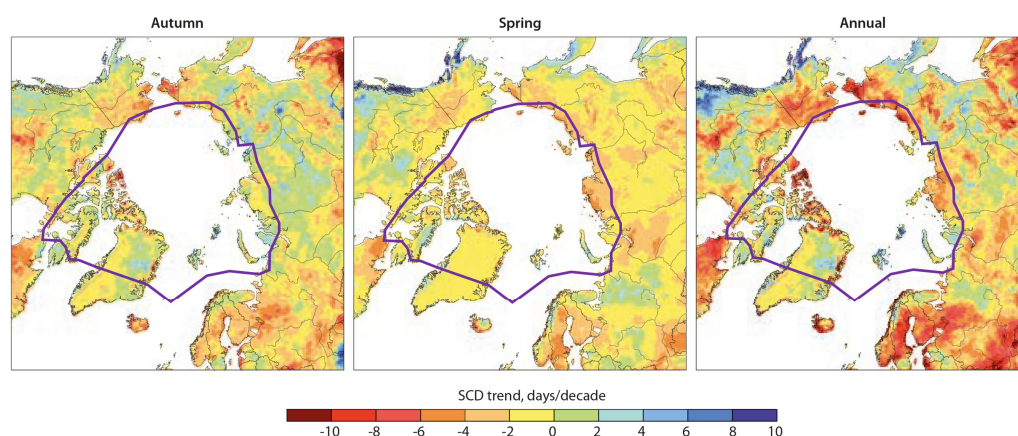 Autumn
Spring
Annual
SCD trend, days/decade
-10 -8 -6 -4 -2 0 2 4 6 8 10